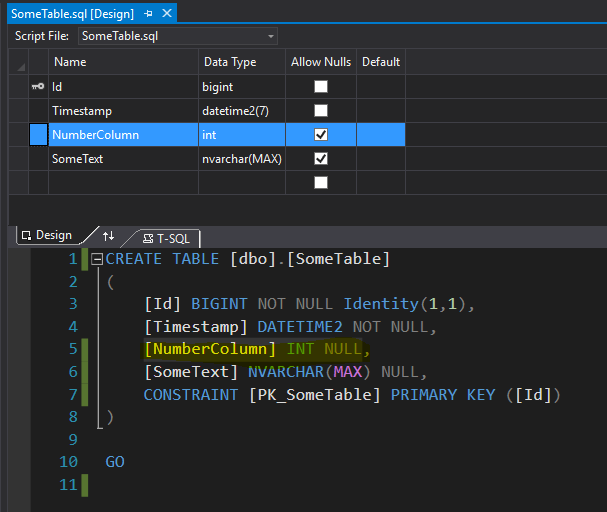 SomeTable.sql [Design]
Script File: SomeTable.sql
Name Data Type Allow Nulls Default
Id bigint
Timestamp datetime2(7)
NumberColumn int
SomeText nvarchar(MAX)
Design T-SQL
1 CREATE TABLE [dbo].[SomeTable]
2 (
3 [Id] BIGINT NOT NULL Identity(1,1),
4 [Timestamp] DATETIME2 NOT NULL,
5 [NumberColumn] INT NULL,
6 [SomeText] NVARCHAR(MAX) NULL,
7 CONSTRAINT [PK_SomeTable] PRIMARY KEY ([Id])
8 )
9
10 GO
11